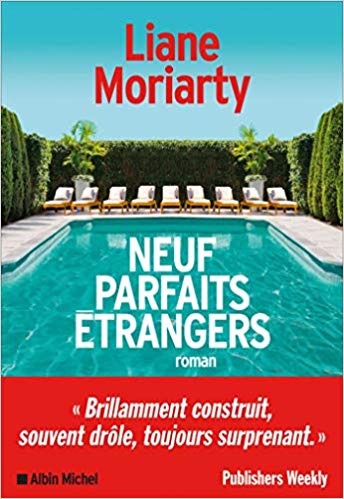 Liane
Moriarty
NEUF
PARFAITS
ÉTRANGERS
roman
« Brillamment construit,
souvent drôle, toujours surprenant. »
Albin Michel
Publishers Weekly